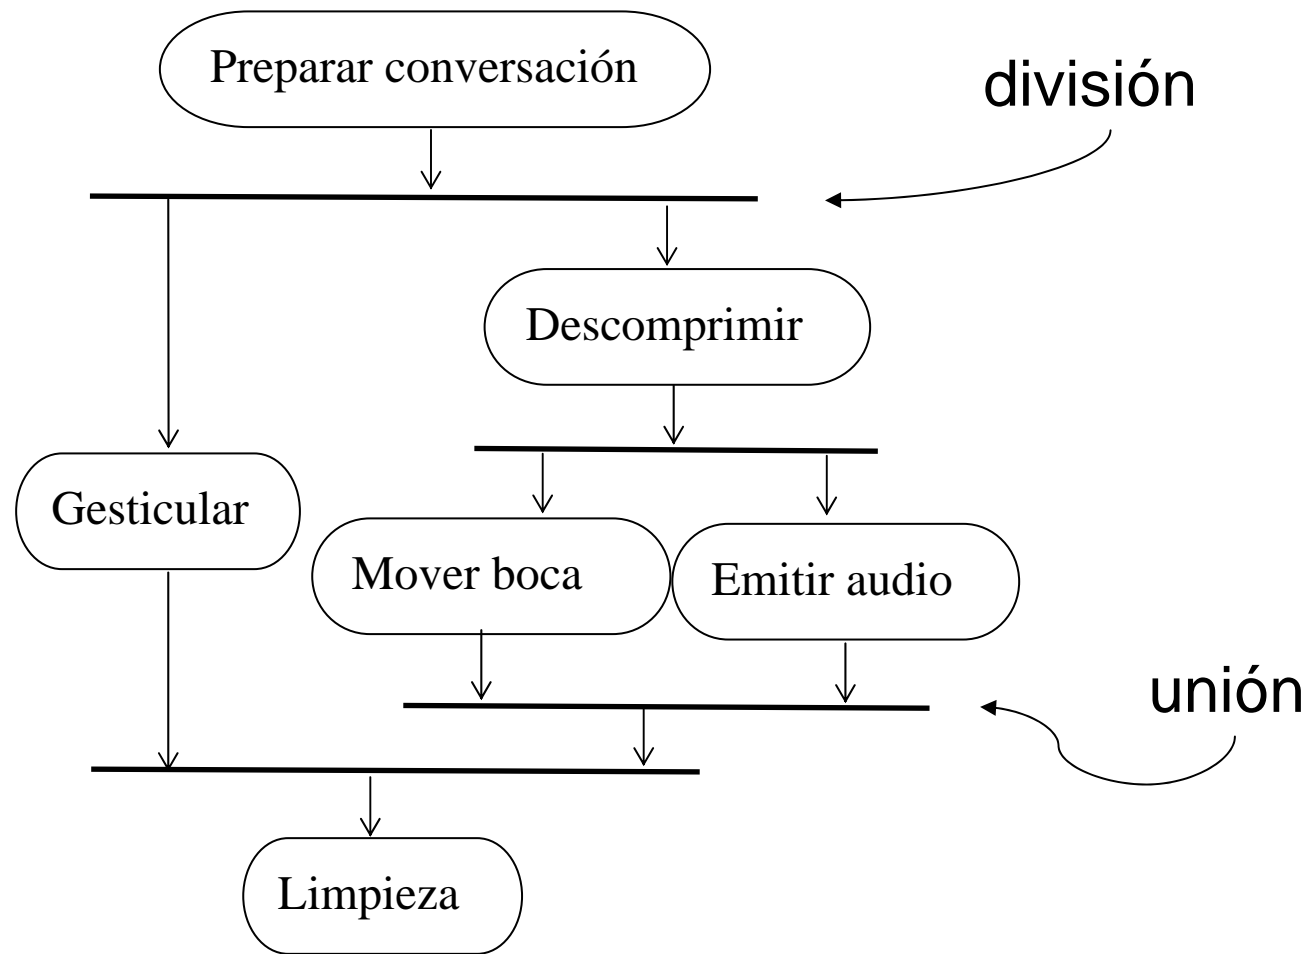 Preparar conversación
división
Descomprimir
Gesticular
Mover boca
Emitir audio
unión
Limpieza